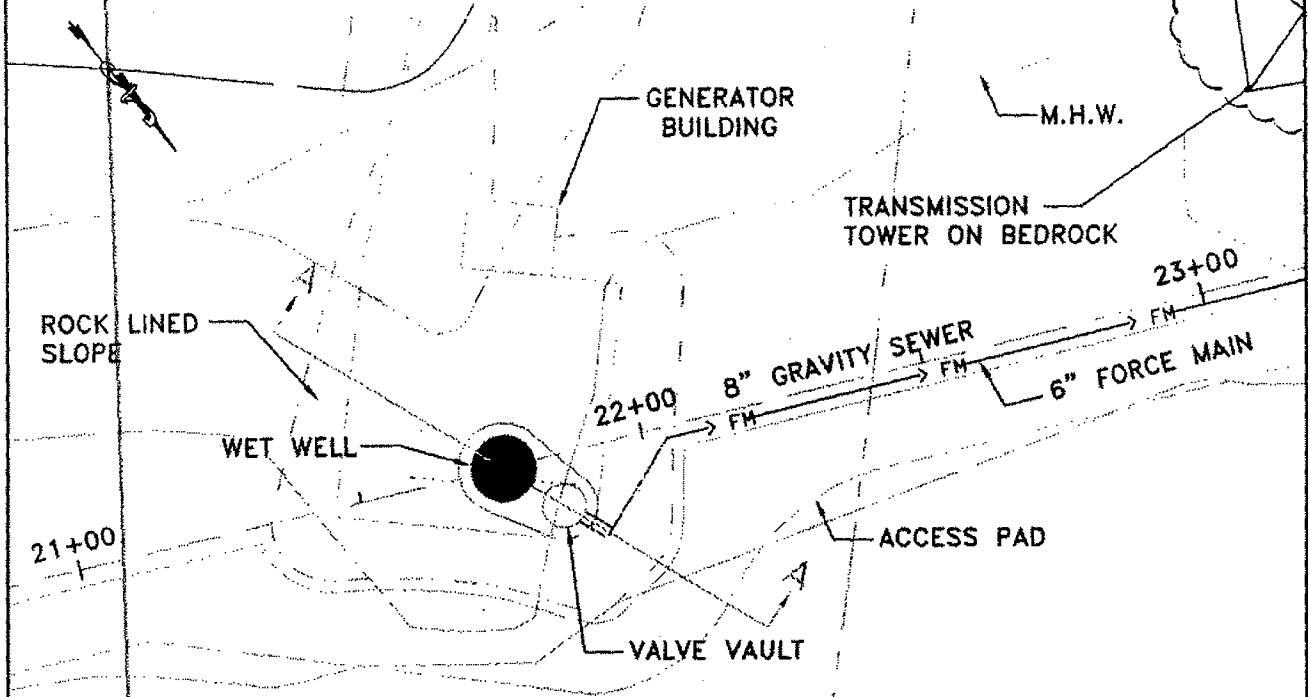 GENERATOR
BUILDING
M.H.W.
TRANSMISSION
TOWER ON BEDROCK
23+00
A
ROCK LINED
SLOPE
8" GRAVITY SEWER
FM
FM
FM
6" FORCE MAIN
22+00
WET WELL
21+00
ACCESS PAD
A
VALVE VAULT